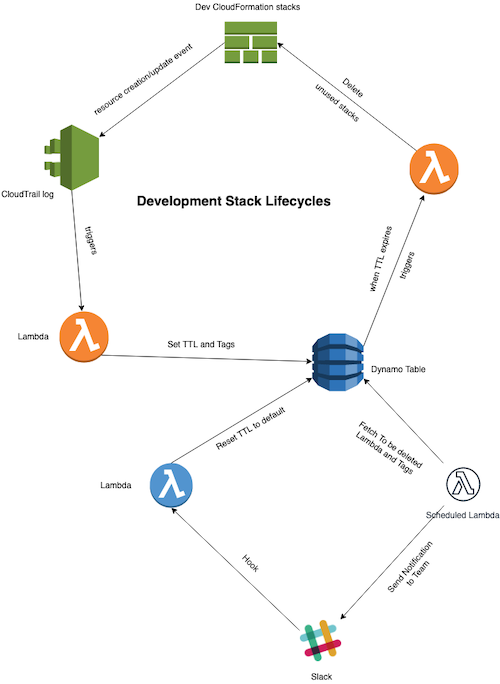 Dev CloudFormation stacks
resource creation/update event
Delete
unused stacks
CloudTrail log
Development Stack Lifecycles
triggers
when TTL expires
triggers
Lambda
Set TTL and Tags
Dynamo Table
Reset TTL to default
Fetch To be deleted
Lambda and Tags
Lambda
Scheduled Lambda
Hook
Send Notification
to Team
Slack